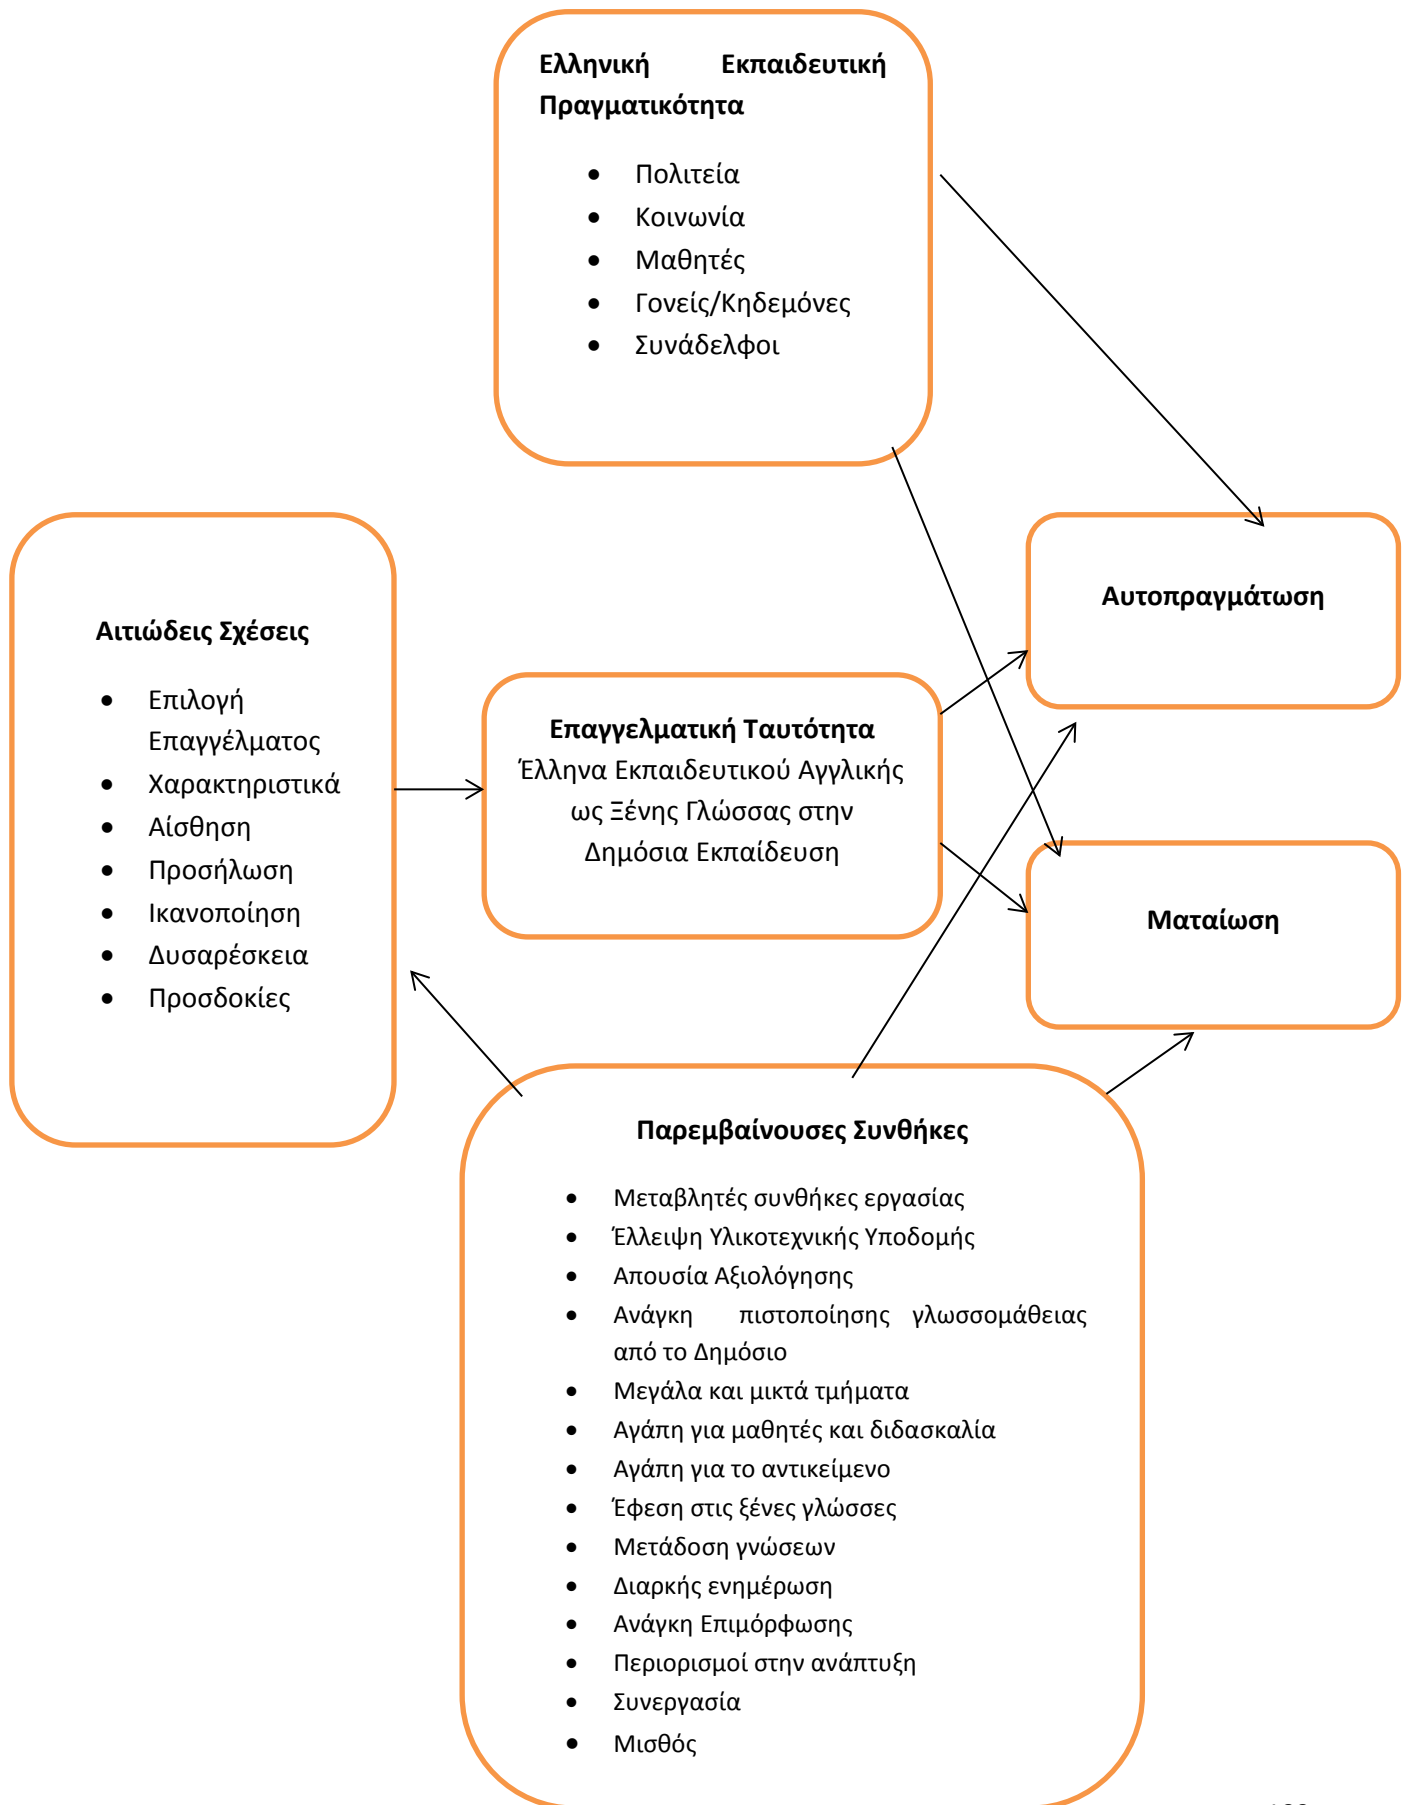 Ελληνική Εκπαιδευτική
Πραγματικότητα
• Πολιτεία
• Κοινωνία
• Μαθητές
• Γονείς/Κηδεμόνες
• Συνάδελφοι
Αιτιώδεις Σχέσεις
• Επιλογή
Επαγγέλματος
• Χαρακτηριστικά
• Αίσθηση
• Προσήλωση
• Ικανοποίηση
• Δυσαρέσκεια
• Προσδοκίες
Επαγγελματική Ταυτότητα
Έλληνα Εκπαιδευτικού Αγγλικής
ως Ξένης Γλώσσας στην
Δημόσια Εκπαίδευση
Αυτοπραγμάτωση
Ματαίωση
Παρεμβαίνουσες Συνθήκες
• Μεταβλητές συνθήκες εργασίας
• Έλλειψη Υλικοτεχνικής Υποδομής
• Απουσία Αξιολόγησης
• Ανάγκη πιστοποίησης γλωσσομάθειας
από το Δημόσιο
• Μεγάλα και μικτά τμήματα
• Αγάπη για μαθητές και διδασκαλία
• Αγάπη για το αντικείμενο
• Έφεση στις ξένες γλώσσες
• Μετάδοση γνώσεων
• Διαρκής ενημέρωση
• Ανάγκη Επιμόρφωσης
• Περιορισμοί στην ανάπτυξη
• Συνεργασία
• Μισθός